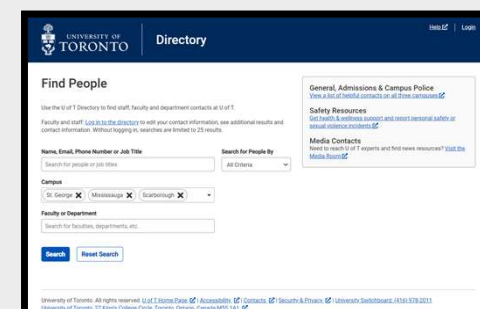 Help
Login
UNIVERSITY OF
TORONTO
Directory
Find People
Use the U of T Directory to find staff, faculty and department contacts at U of T.
Faculty and staff: Log in to the directory to edit your contact information, see additional results and
contact information. Without logging in, searches are limited to 25 results.
Name, Email, Phone Number or Job Title
Search for People By
Search for people or job titles
All Criteria
Campus
St. George
Mississauga
Scarborough
Faculty or Department
Search for faculties, departments, etc.
Search
Reset Search
General, Admissions & Campus Police
View a list of helpful contacts on all three campuses
Safety Resources
Get health & wellness support and report personal safety or
sexual violence incidents
Media Contacts
Need to reach U of T experts and find news resources? Visit the
Media Room
University of Toronto. All rights reserved. U of T Home Page | Accessibility | Contacts | Security & Privacy | University Switchboard: (416) 978-2011
University of Toronto, 27 King's College Circle, Toronto, Ontario, Canada M5S 1A1